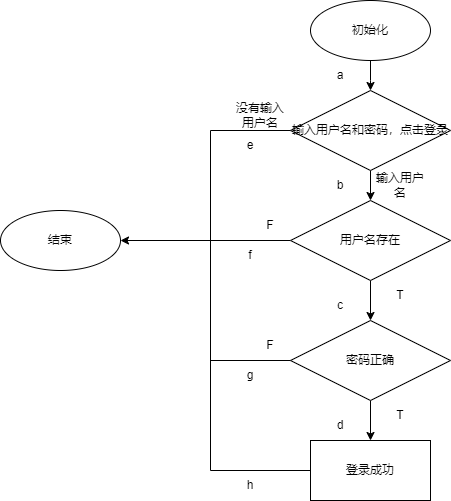 初始化
a
没有输入
用户名
输入用户名和密码，点击登录
e
b
输入用户
名
结束
F
用户名存在
f
c
T
F
密码正确
g
d
T
登录成功
h